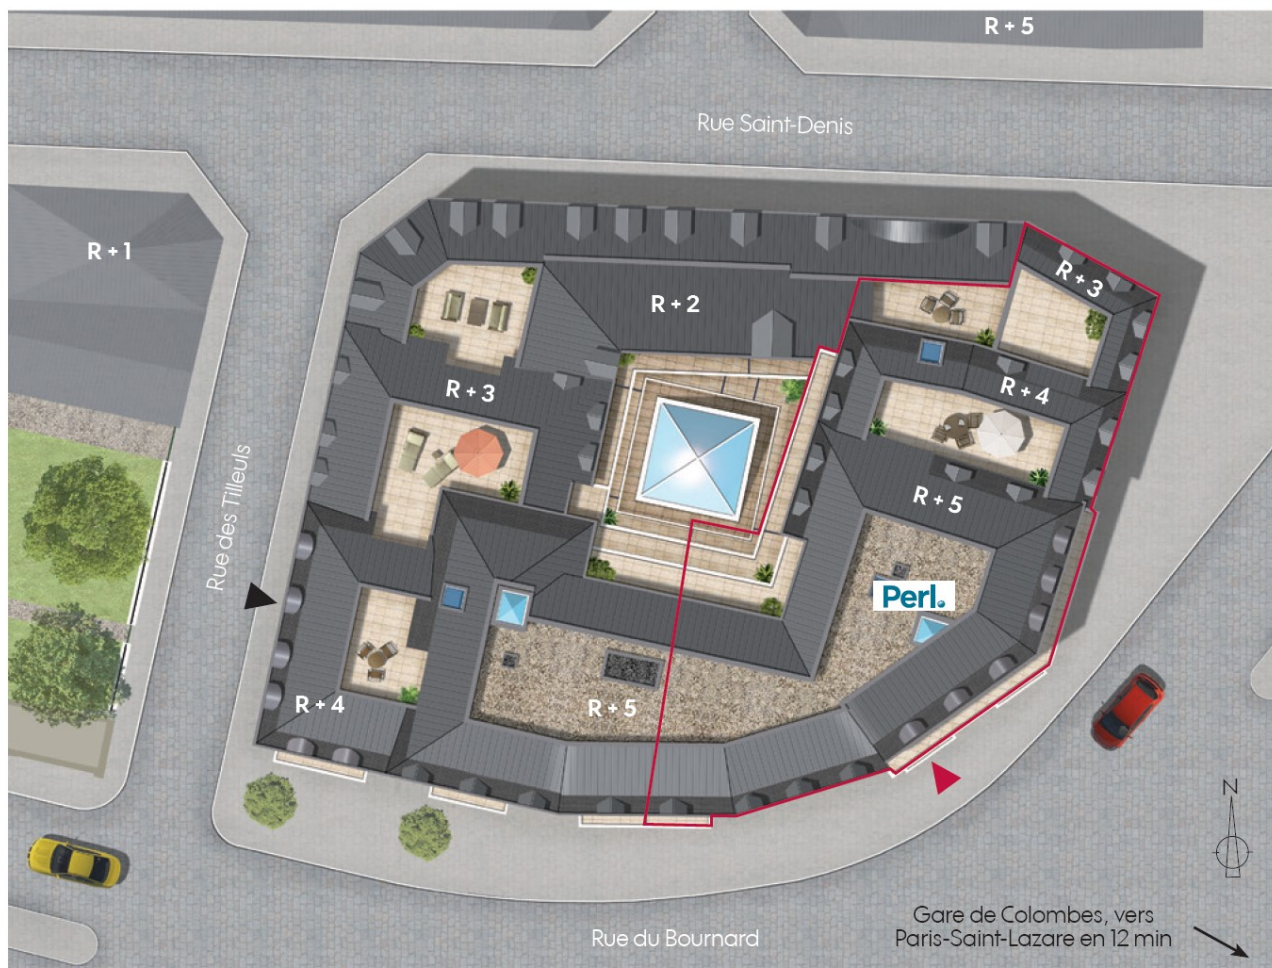 R + 5
Rue Saint-Denis
R + 1
R + 3
R + 2
R + 3
R + 4
Rue des Tilleuls
R + 5
Perl.
R + 4
R + 5
N
Rue du Bournard
Gare de Colombes, vers
Paris-Saint-Lazare en 12 min